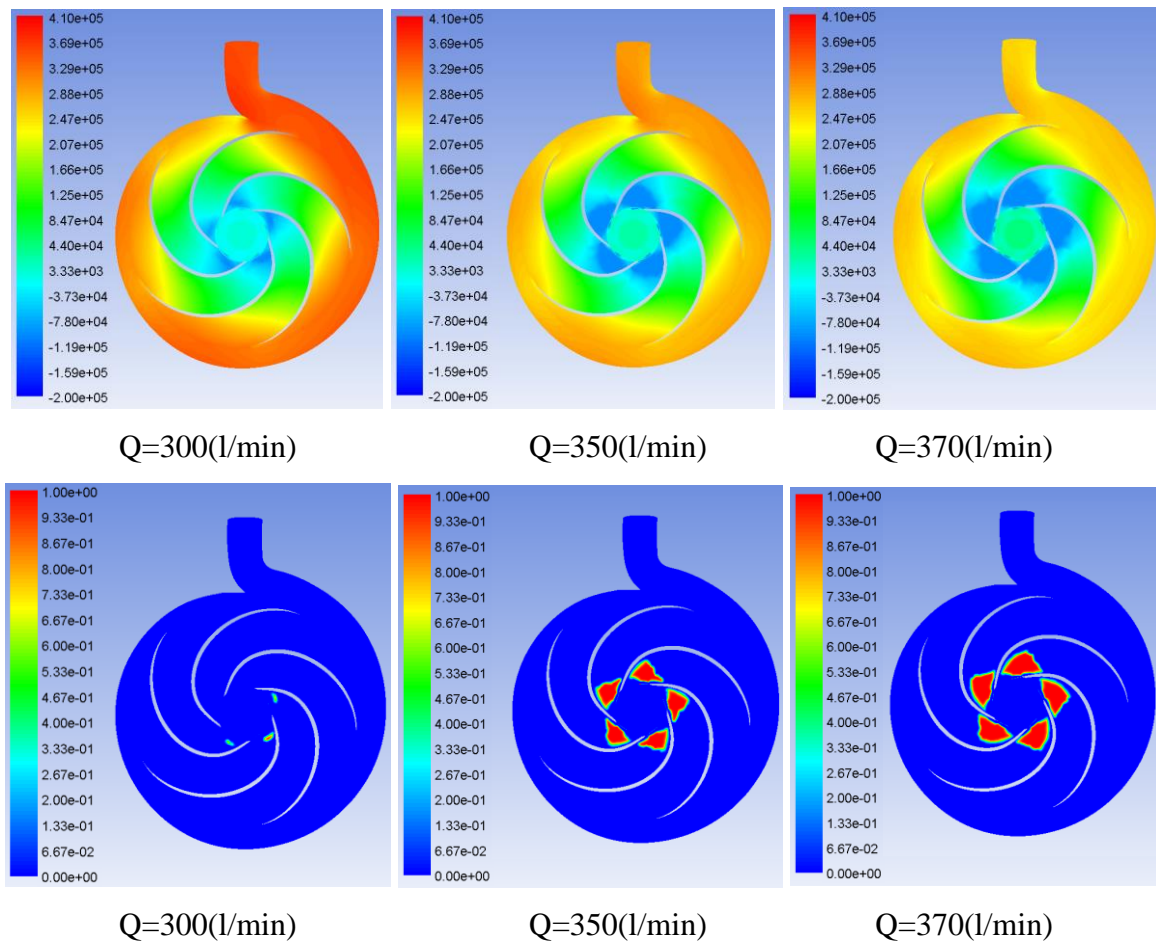 4.10e+05
3.69e+05
3.29e+05
2.88e+05
2.47e+05
2.07e+05
1.66e+05
1.25e+05
8.47e+04
4.40e+04
3.33e+03
-3.73e+04
-7.80e+04
-1.19e+05
-1.59e+05
-2.00e+05
4.10e+05
3.69e+05
3.29e+05
2.88e+05
2.47e+05
2.07e+05
1.66e+05
1.25e+05
8.47e+04
4.40e+04
3.33e+03
-3.73e+04
-7.80e+04
-1.19e+05
-1.59e+05
-2.00e+05
4.10e+05
3.69e+05
3.29e+05
2.88e+05
2.47e+05
2.07e+05
1.66e+05
1.25e+05
8.47e+04
4.40e+04
3.33e+03
-3.73e+04
-7.80e+04
-1.19e+05
-1.59e+05
-2.00e+05
Q=300(l/min)
Q=350(l/min)
Q=370(l/min)
1.00e+00
9.33e-01
8.67e-01
8.00e-01
7.33e-01
6.67e-01
6.00e-01
5.33e-01
4.67e-01
4.00e-01
3.33e-01
2.67e-01
2.00e-01
1.33e-01
6.67e-02
0.00e+00
1.00e+00
9.33e-01
8.67e-01
8.00e-01
7.33e-01
6.67e-01
6.00e-01
5.33e-01
4.67e-01
4.00e-01
3.33e-01
2.67e-01
2.00e-01
1.33e-01
6.67e-02
0.00e+00
1.00e+00
9.33e-01
8.67e-01
8.00e-01
7.33e-01
6.67e-01
6.00e-01
5.33e-01
4.67e-01
4.00e-01
3.33e-01
2.67e-01
2.00e-01
1.33e-01
6.67e-02
0.00e+00
Q=300(l/min)
Q=350(l/min)
Q=370(l/min)